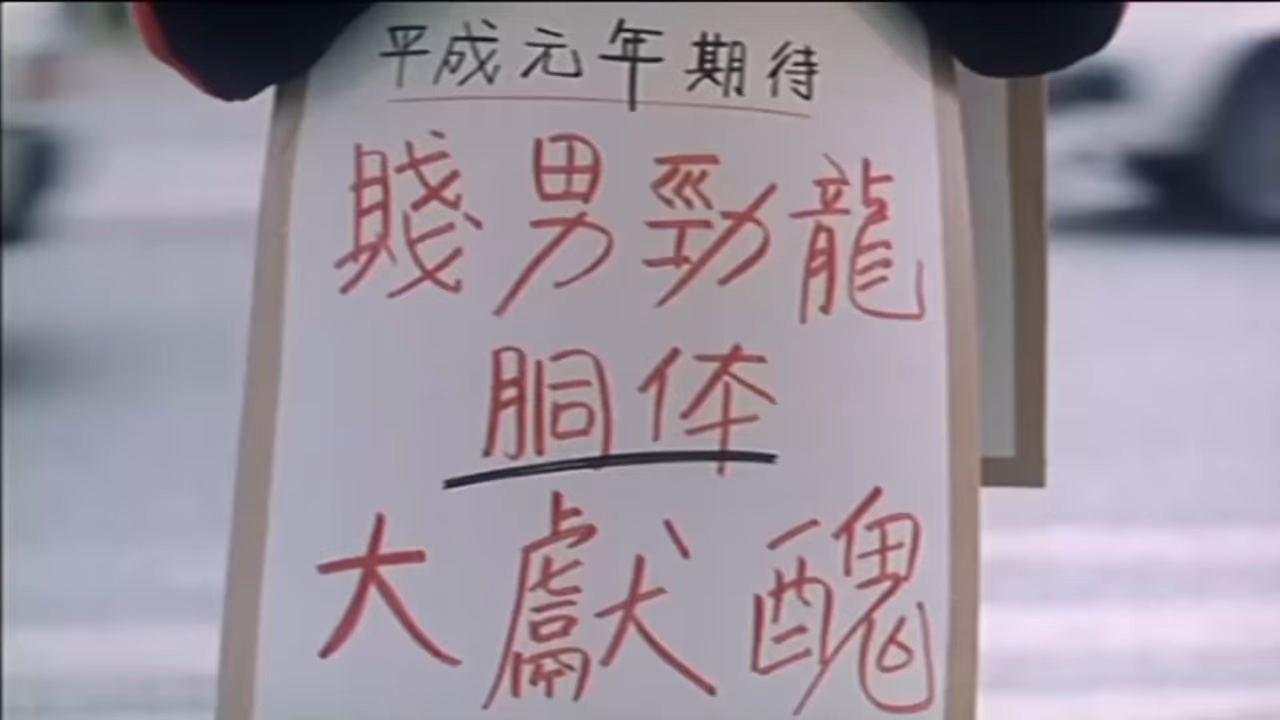 平成元年期待
賤男勁龍
胴体
大獻醜